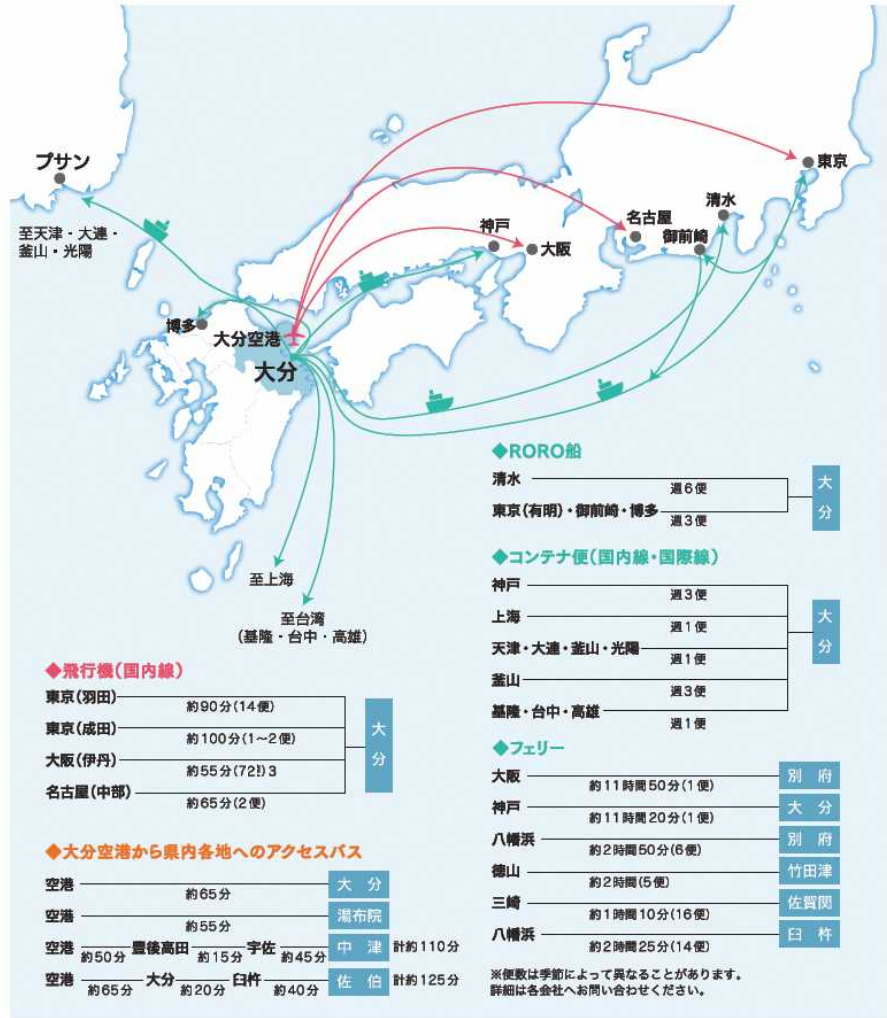 プサン
至天津・大連・
釜山・光陽
博多
大分空港
大分
神戸
大阪
名古屋
御前崎
清水
東京
至上海
至台湾
(基隆・台中・高雄)
◆RORO船
清水
週6便
東京(有明)・御前崎・博多
週3便
大分
◆コンテナ便(国内線・国際線)
神戸
週3便
上海
週1便
天津・大連・釜山・光陽
週1便
釜山
週3便
基隆・台中・高雄
週1便
大分
◆飛行機(国内線)
東京(羽田)
約90分(14便)
東京(成田)
約100分(1〜2便)
大阪(伊丹)
約55分(72!)3
名古屋(中部)
約65分(2便)
大分
◆フェリー
大阪 約11時間50分(1便) 別府
神戸 約11時間20分(1便) 大分
八幡浜 約2時間50分(6便) 別府
徳山 約2時間(5便) 竹田津
三崎 約1時間10分(16便) 佐賀関
八幡浜 約2時間25分(14便) 臼杵
※便数は季節によって異なることがあります。
詳細は各会社へお問い合わせください。
◆大分空港から県内各地へのアクセスバス
空港 約65分 大分
空港 約55分 湯布院
空港 約50分 豊後高田 約15分 宇佐 約45分 中津 計約110分
空港 約65分 大分 約20分 臼杵 約40分 佐伯 計約125分